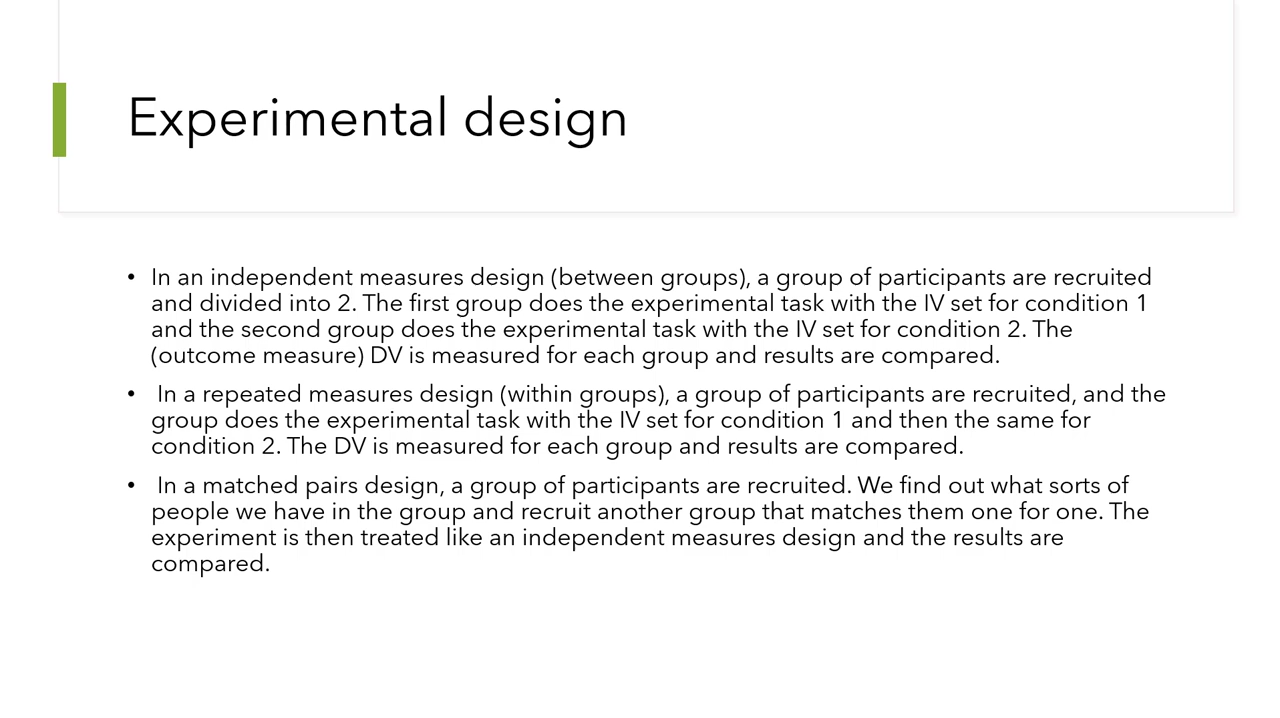 Experimental design
• In an independent measures design (between groups), a group of participants are recruited
and divided into 2. The first group does the experimental task with the IV set for condition 1
and the second group does the experimental task with the IV set for condition 2. The
(outcome measure) DV is measured for each group and results are compared.
• In a repeated measures design (within groups), a group of participants are recruited, and the
group does the experimental task with the IV set for condition 1 and then the same for
condition 2. The DV is measured for each group and results are compared.
• In a matched pairs design, a group of participants are recruited. We find out what sorts of
people we have in the group and recruit another group that matches them one for one. The
experiment is then treated like an independent measures design and the results are
compared.